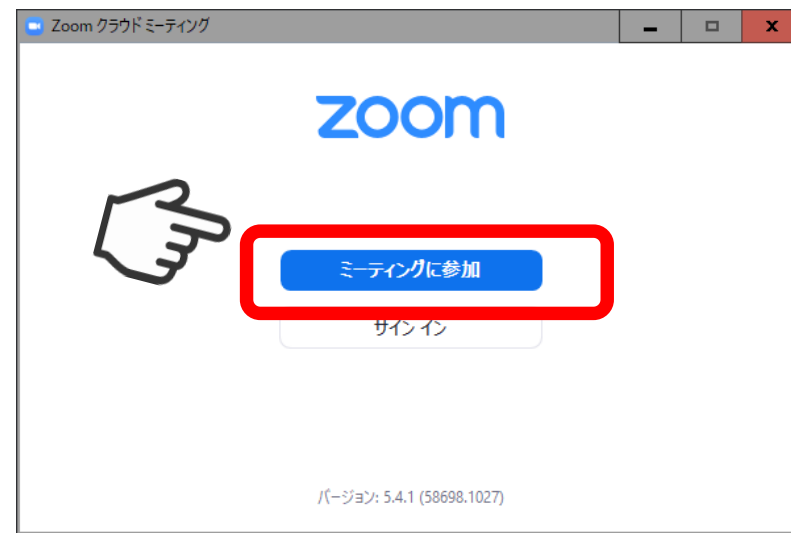 Zoom クラウド ミーティング
zoom
ミーティングに参加
サイン イン
バージョン: 5.4.1 (58698.1027)